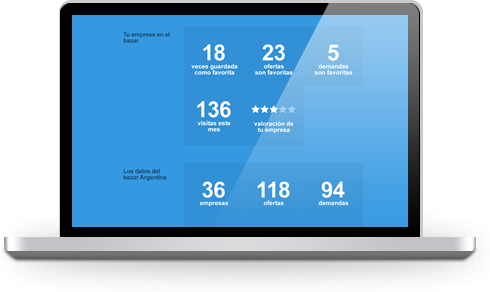 Tu empresa en el
bazar
18
veces guardada
como favorita
23
ofertas
son favoritas
5
demandas
son favoritas
136
visitas este
mes
valoración de
tu empresa
Los datos del
bazar Argentina
36
empresas
118
ofertas
94
demandas